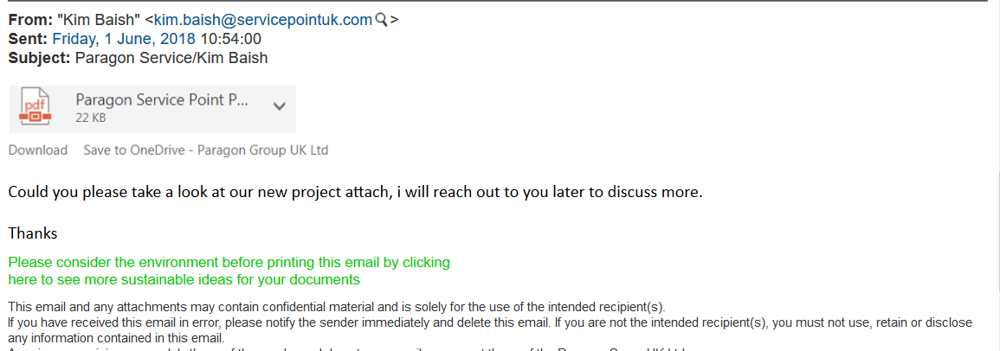 From: "Kim Baish" <kim.baish@servicepointuk.com>
Sent: Friday, 1 June, 2018 10:54:00
Subject: Paragon Service/Kim Baish
pdf
Paragon Service Point P...
22 KB
Download Save to OneDrive - Paragon Group UK Ltd
Could you please take a look at our new project attach, i will reach out to you later to discuss more.
Thanks
Please consider the environment before printing this email by clicking
here to see more sustainable ideas for your documents
This email and any attachments may contain confidential material and is solely for the use of the intended recipient(s).
If you have received this email in error, please notify the sender immediately and delete this email. If you are not the intended recipient(s), you must not use, retain or disclose
any information contained in this email.